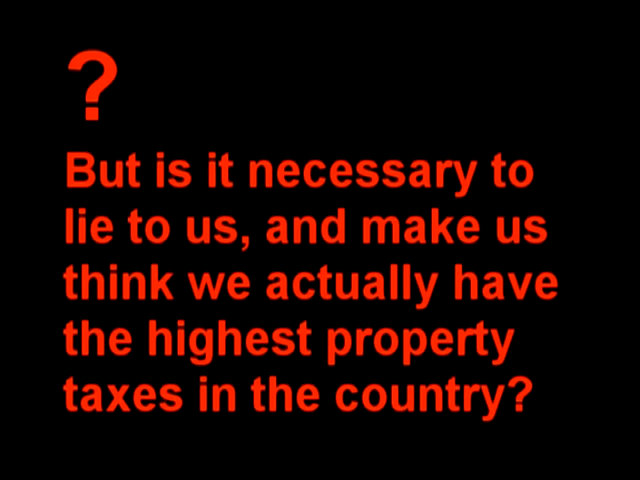 ?
But is it necessary to
lie to us, and make us
think we actually have
the highest property
taxes in the country?